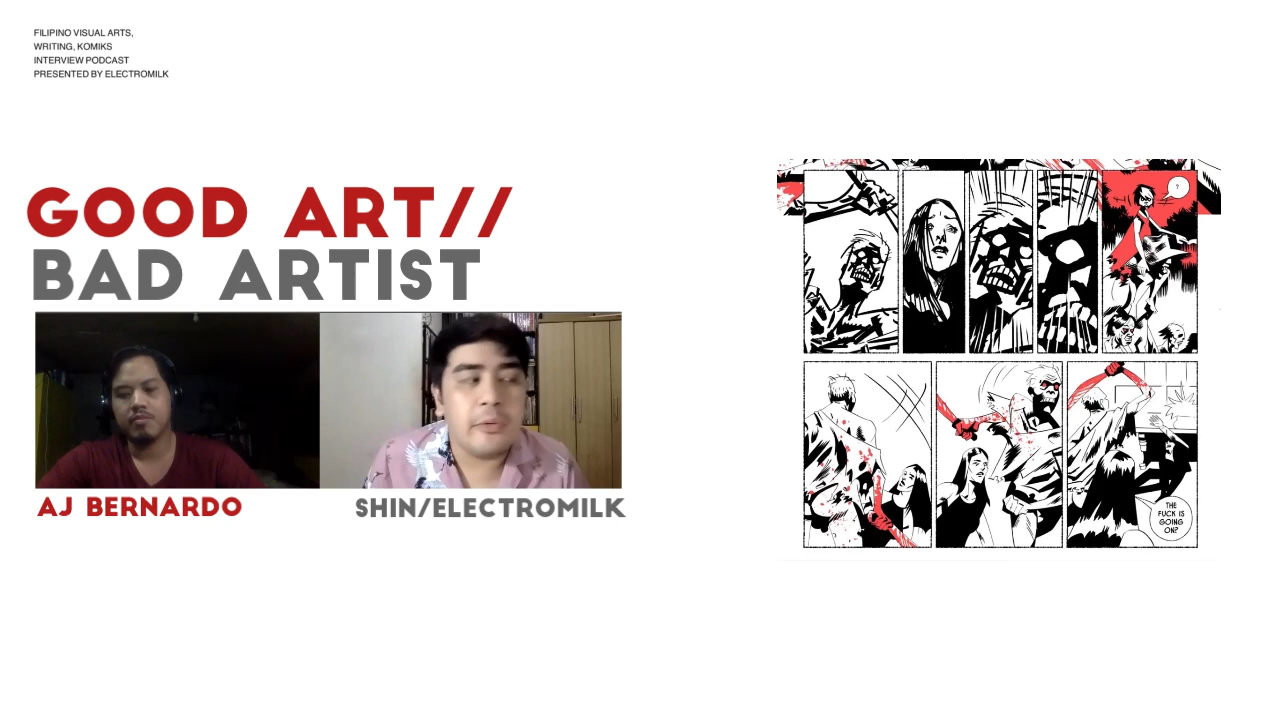 FILIPINO VISUAL ARTS,
WRITING, KOMIKS
INTERVIEW PODCAST
PRESENTED BY ELECTROMILK
GOOD ART//
BAD ARTIST
AJ BERNARDO
SHIN/ELECTROMILK
?
THE
FUCK IS
GOING
ON?